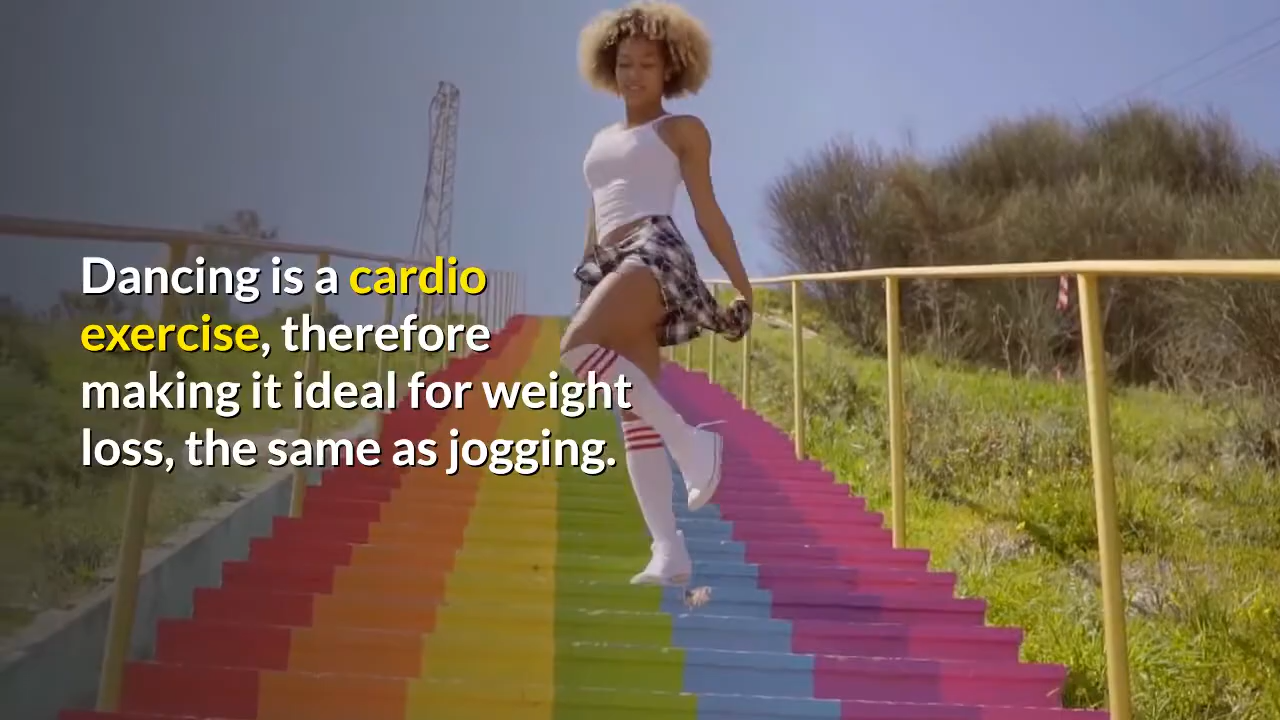 Dancing is a cardio
exercise, therefore
making it ideal for weight
loss, the same as jogging.